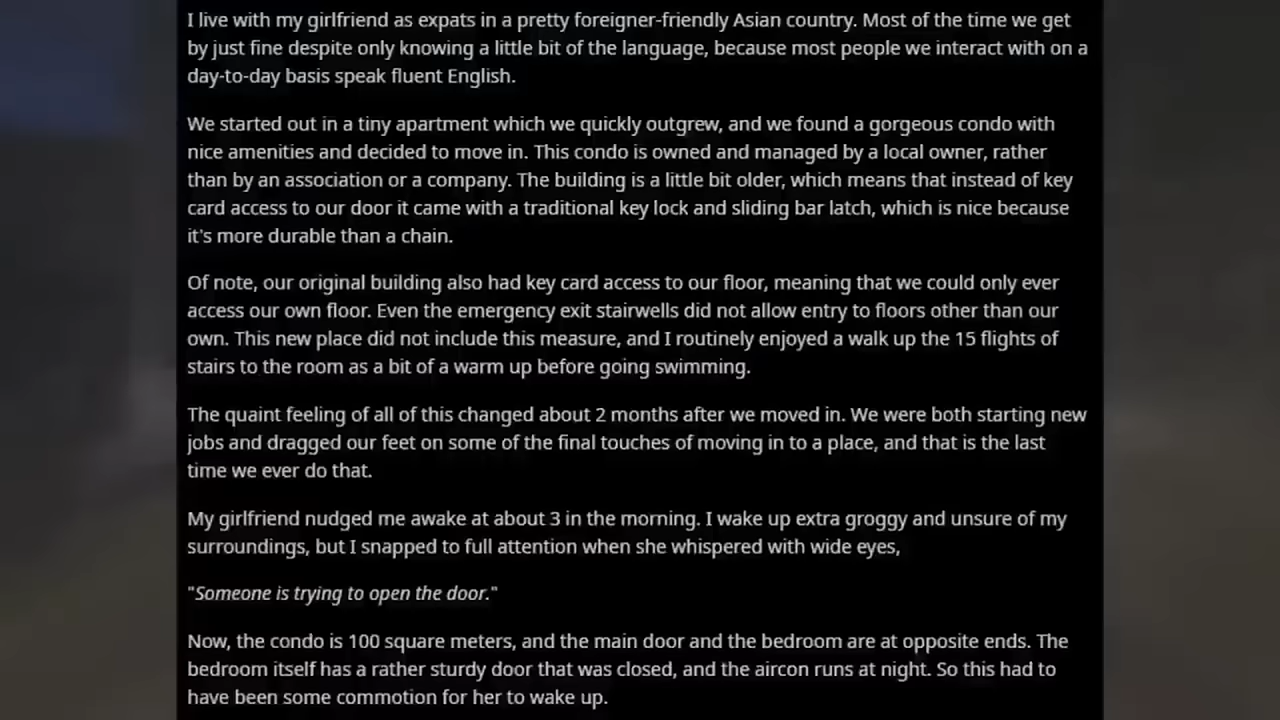 I live with my girlfriend as expats in a pretty foreigner-friendly Asian country. Most of the time we get
by just fine despite only knowing a little bit of the language, because most people we interact with on a
day-to-day basis speak fluent English.
We started out in a tiny apartment which we quickly outgrew, and we found a gorgeous condo with
nice amenities and decided to move in. This condo is owned and managed by a local owner, rather
than by an association or a company. The building is a little bit older, which means that instead of key
card access to our door it came with a traditional key lock and sliding bar latch, which is nice because
it's more durable than a chain.
Of note, our original building also had key card access to our floor, meaning that we could only ever
access our own floor. Even the emergency exit stairwells did not allow entry to floors other than our
own. This new place did not include this measure, and I routinely enjoyed a walk up the 15 flights of
stairs to the room as a bit of a warm up before going swimming.
The quaint feeling of all of this changed about 2 months after we moved in. We were both starting new
jobs and dragged our feet on some of the final touches of moving in to a place, and that is the last
time we ever do that.
My girlfriend nudged me awake at about 3 in the morning. I wake up extra groggy and unsure of my
surroundings, but I snapped to full attention when she whispered with wide eyes,
"Someone is trying to open the door."
Now, the condo is 100 square meters, and the main door and the bedroom are at opposite ends. The
bedroom itself has a rather sturdy door that was closed, and the aircon runs at night. So this had to
have been some commotion for her to wake up.